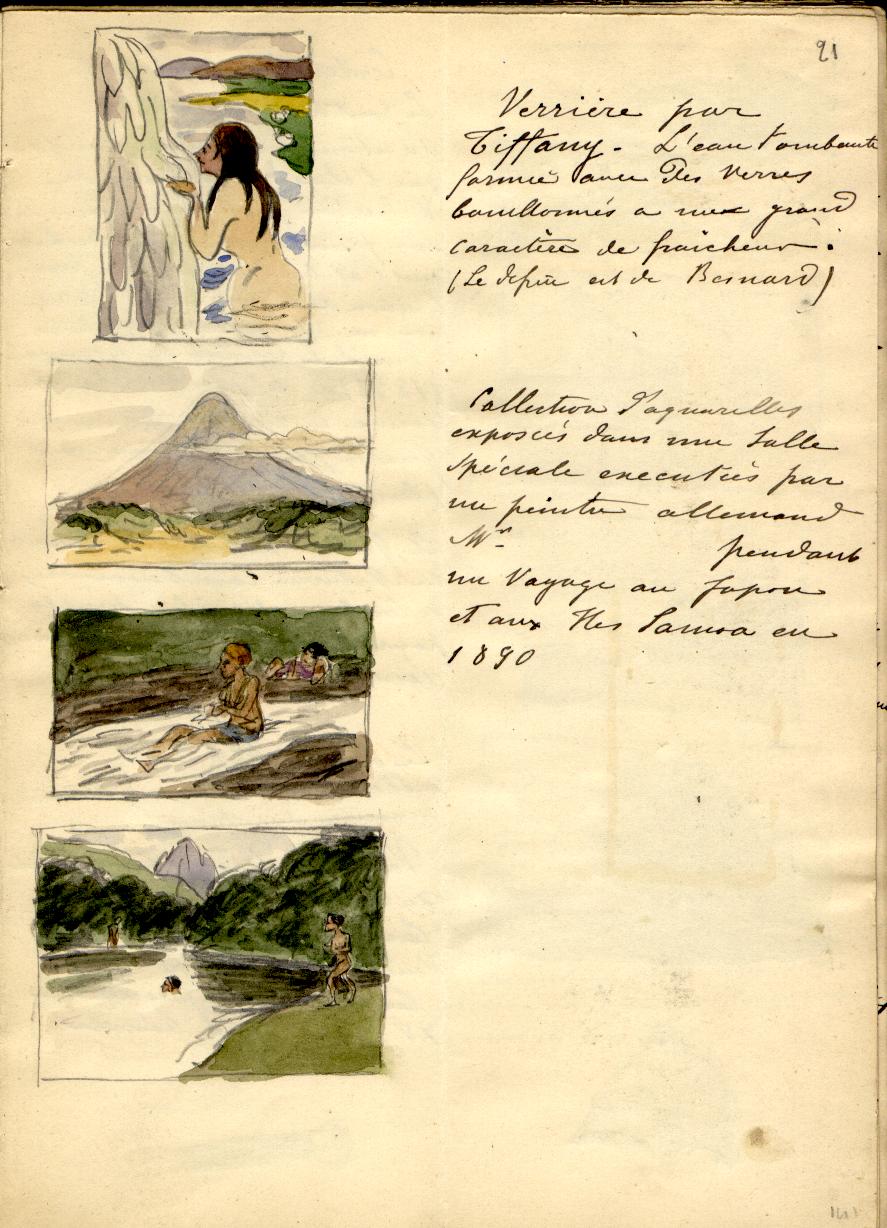 21
Verrière par
Tiffany. L'eau tombante
formée avec des verres
bouillonnés a un grand
caractère de fraicheur.
(Le dessin est de Besnard)
Collection d'aquarelles
exposées dans une salle
spéciale executées par
un peintre allemand
Mr pendant
un Voyage au Japon
et aux Iles Samoa en
1890